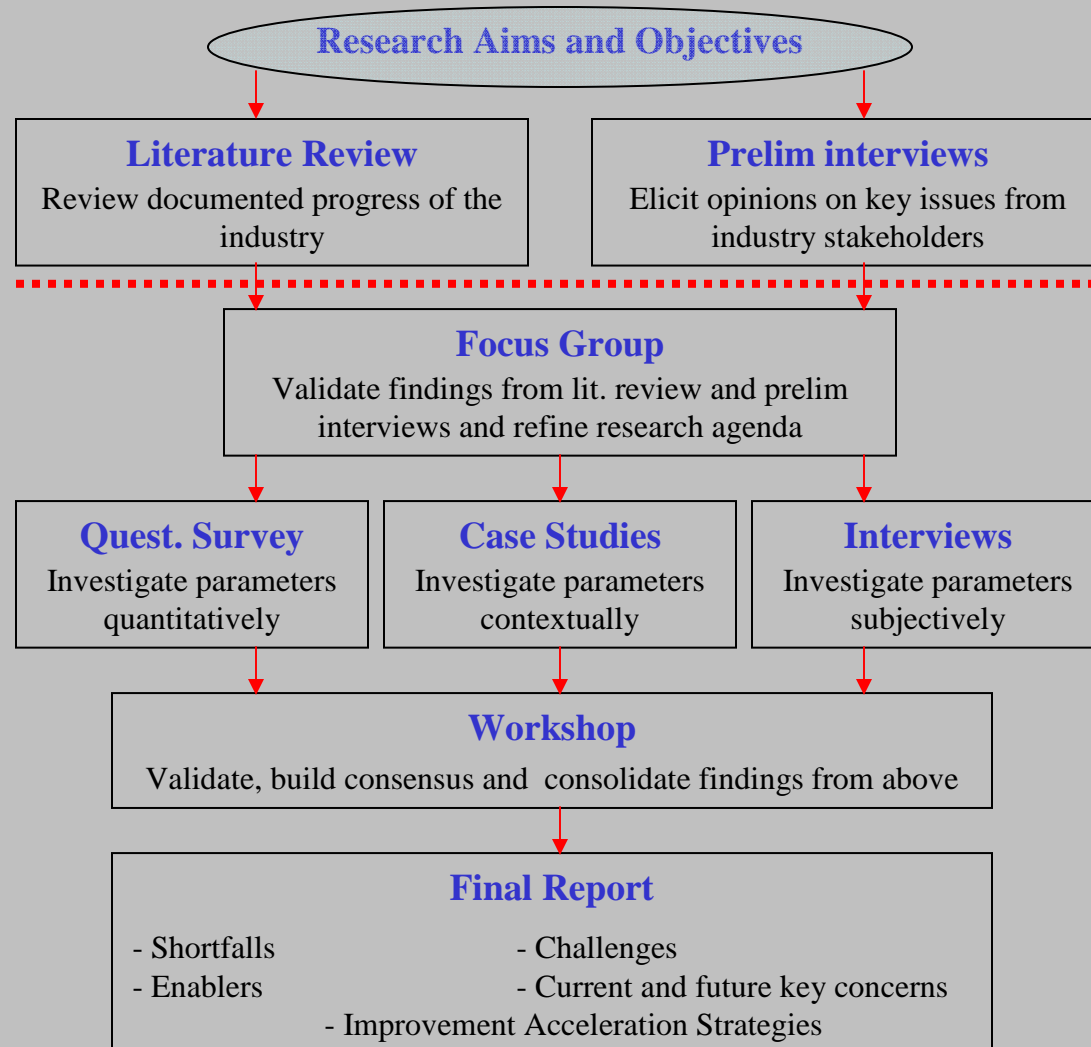 Research Aims and Objectives
Literature Review
Review documented progress of the
industry
Prelim interviews
Elicit opinions on key issues from
industry stakeholders
Focus Group
Validate findings from lit. review and prelim
interviews and refine research agenda
Quest. Survey
Investigate parameters
quantitatively
Case Studies
Investigate parameters
contextually
Interviews
Investigate parameters
subjectively
Workshop
Validate, build consensus and  consolidate findings from above
Final Report
- Shortfalls
- Challenges
- Enablers
- Current and future key concerns
- Improvement Acceleration Strategies